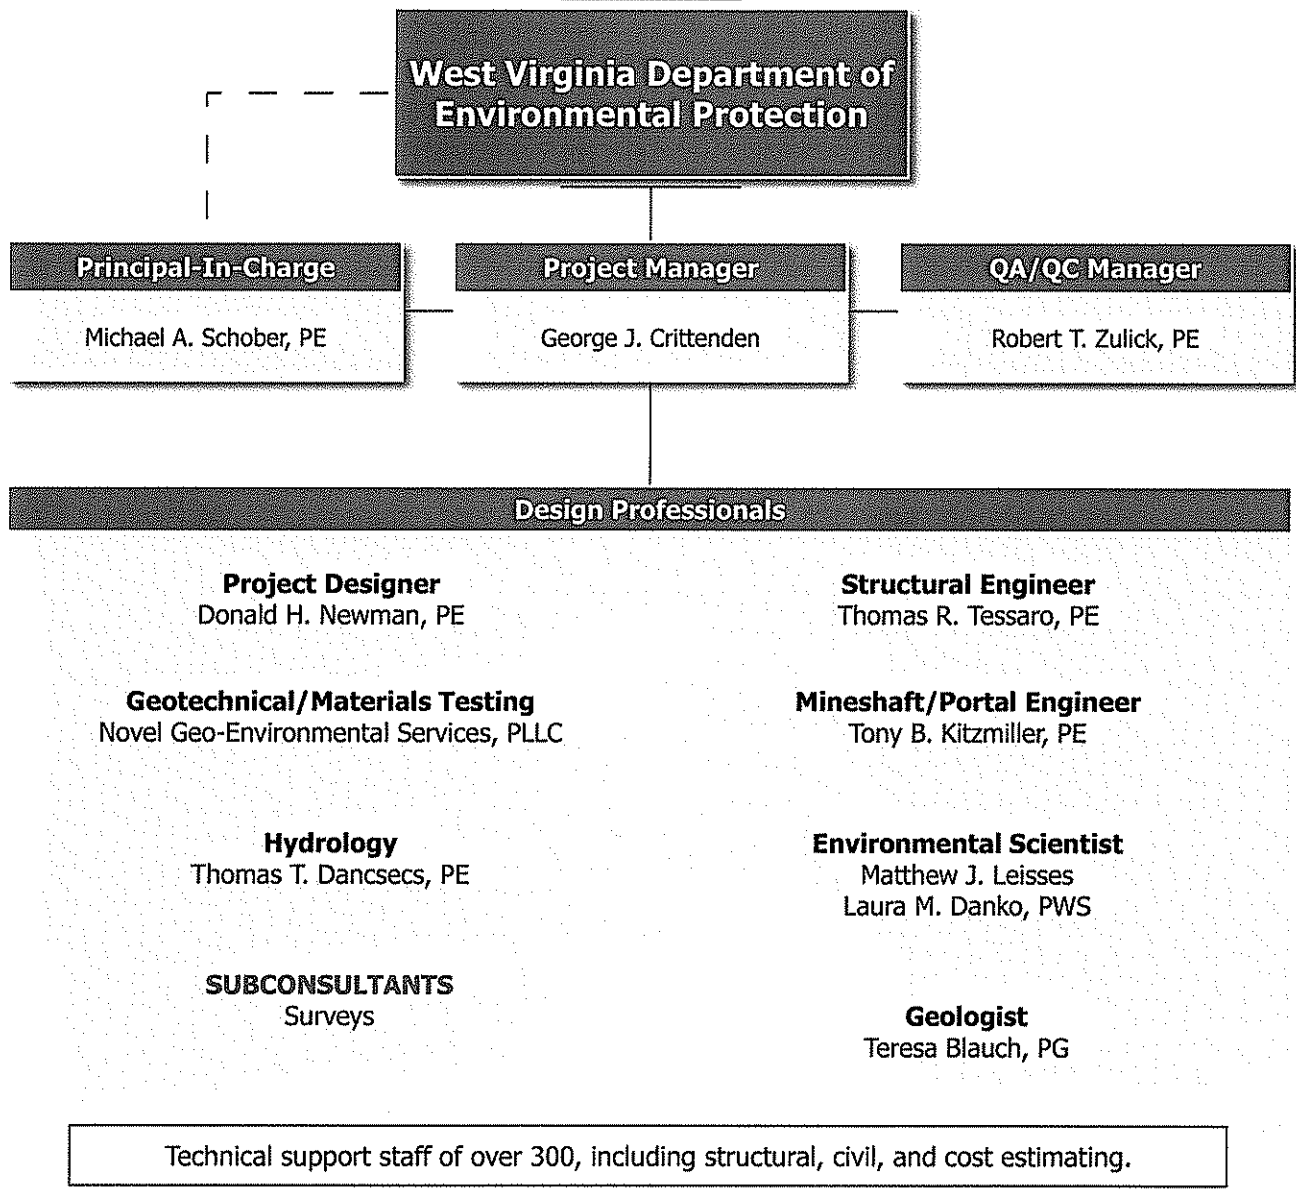 West Virginia Department of
Environmental Protection
Principal-In-Charge
Michael A. Schober, PE
Project Manager
George J. Crittenden
QA/QC Manager
Robert T. Zulick, PE
Design Professionals
Project Designer
Donald H. Newman, PE
Geotechnical/Materials Testing
Novel Geo-Environmental Services, PLLC
Hydrology
Thomas T. Dancsecs, PE
SUBCONSULTANTS
Surveys
Structural Engineer
Thomas R. Tessaro, PE
Mineshaft/Portal Engineer
Tony B. Kitzmiller, PE
Environmental Scientist
Matthew J. Leisses
Laura M. Danko, PWS
Geologist
Teresa Blauch, PG
Technical support staff of over 300, including structural, civil, and cost estimating.